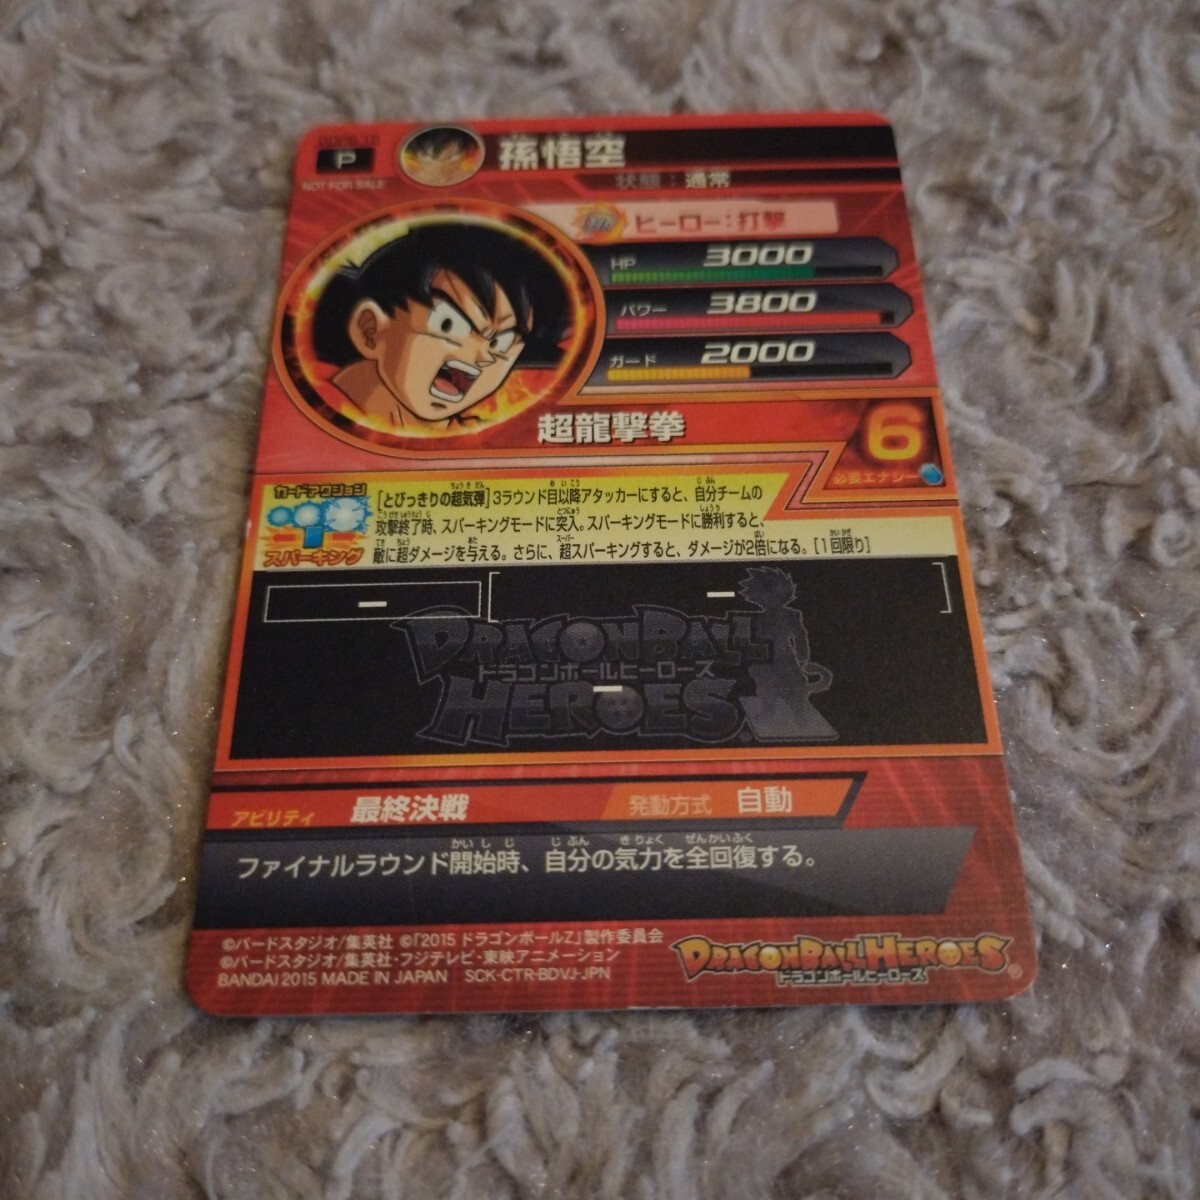 P
NOT FOR SALE
孫悟空
状態：通常
ヒーロー：打撃
HP 3000
パワー 3800
ガード 2000
超龍撃拳
6
必要エナジー
カードアクション
スパーキング
[とびっきりの超気弾]3ラウンド目以降アタッカーにすると、自分チームの
攻撃終了時、スパーキングモードに突入。スパーキングモードに勝利すると、
敵に超ダメージを与える。さらに、超スパーキングすると、ダメージが2倍になる。[1回限り]
DRAGONBALL
ドラゴンボールヒーローズ
HEROES
アビリティ 最終決戦 発動方式 自動
ファイナルラウンド開始時、自分の気力を全回復する。
©バードスタジオ/集英社 ©「2015 ドラゴンボールZ」製作委員会
©バードスタジオ/集英社・フジテレビ・東映アニメーション
BANDAI 2015 MADE IN JAPAN SCK-CTR-BDVJ-JPN
DRAGONBALL HEROES
ドラゴンボールヒーローズ